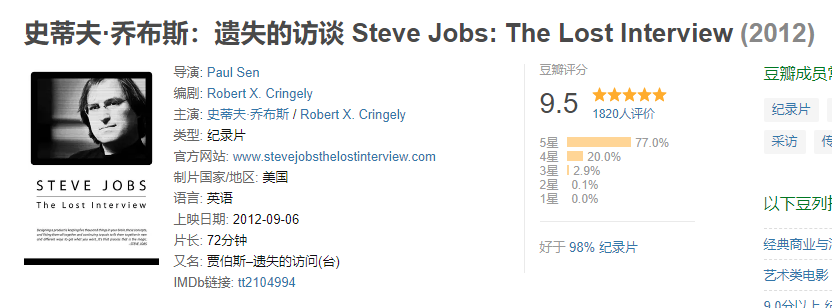 史蒂夫·乔布斯：遗失的访谈 Steve Jobs: The Lost Interview (2012)
STEVE JOBS
The Lost Interview
导演: Paul Sen
编剧: Robert X. Cringely
主演: 史蒂夫·乔布斯 / Robert X. Cringely
类型: 纪录片
官方网站: www.stevejobsthelostinterview.com
制片国家/地区: 美国
语言: 英语
上映日期: 2012-09-06
片长: 72分钟
又名: 贾伯斯–遗失的访问(台)
IMDb链接: tt2104994
豆瓣评分
9.5
1820人评价
5星 77.0%
4星 20.0%
3星 2.9%
2星 0.1%
1星 0.0%
好于 98% 纪录片
豆瓣成员常
纪录片
采访
以下豆列推
经典商业与
艺术类电影
9.0分以上